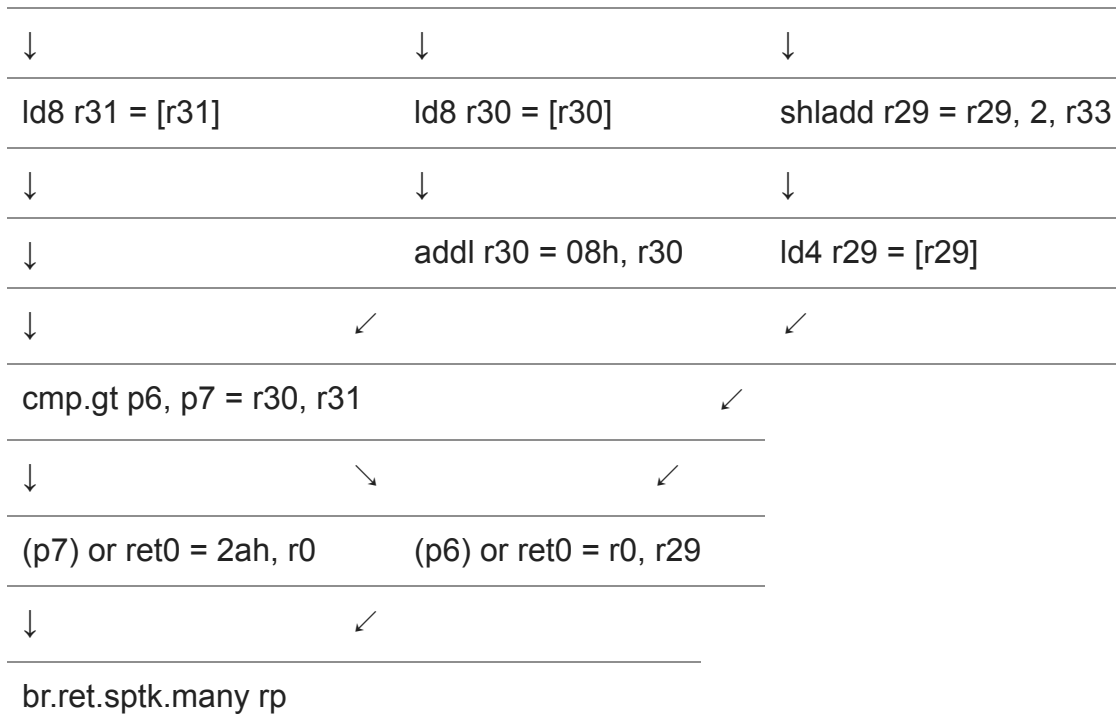 ↓ ↓ ↓
ld8 r31 = [r31] ld8 r30 = [r30] shladd r29 = r29, 2, r33
↓ ↓ ↓
↓ addl r30 = 08h, r30 ld4 r29 = [r29]
↓ ↙ ↙
cmp.gt p6, p7 = r30, r31 ↙
↓ ↘ ↙
(p7) or ret0 = 2ah, r0 (p6) or ret0 = r0, r29
↓ ↙
br.ret.sptk.many rp